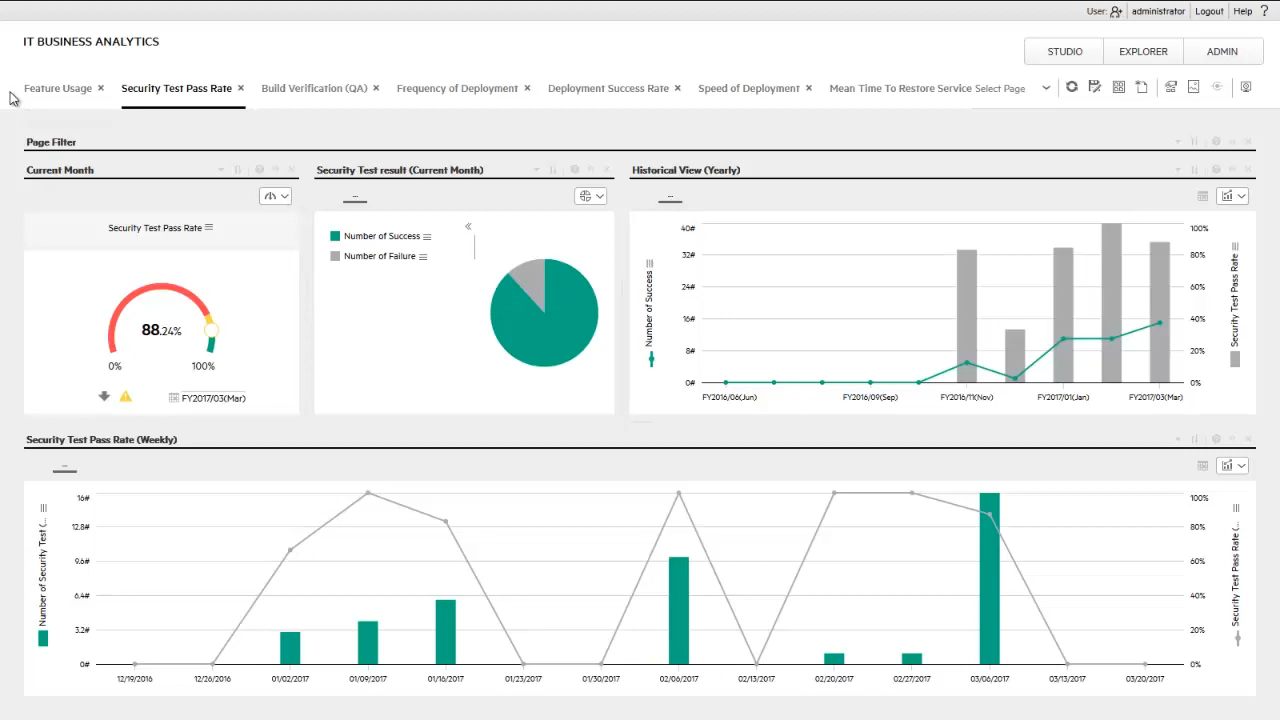 User: administrator Logout Help ?
IT BUSINESS ANALYTICS
STUDIO EXPLORER ADMIN
Feature Usage × Security Test Pass Rate × Build Verification (QA) × Frequency of Deployment × Deployment Success Rate × Speed of Deployment × Mean Time To Restore Service Select Page
Page Filter
Current Month
Security Test Pass Rate
88.24%
0% 100%
FY2017/03(Mar)
Security Test result (Current Month)
...
Number of Success
Number of Failure
Historical View (Yearly)
...
Number of Success
40#
32#
24#
16#
8#
0#
100%
80%
60%
40%
20%
0%
Security Test Pass Rate
FY2016/06(Jun) FY2016/09(Sep) FY2016/11(Nov) FY2017/01(Jan) FY2017/03(Mar)
Security Test Pass Rate (Weekly)
...
Number of Security Test (...
16#
12.8#
9.6#
6.4#
3.2#
0#
100%
80%
60%
40%
20%
0%
Security Test Pass Rate (...
12/19/2016 12/26/2016 01/02/2017 01/09/2017 01/16/2017 01/23/2017 01/30/2017 02/06/2017 02/13/2017 02/20/2017 02/27/2017 03/06/2017 03/13/2017 03/20/2017